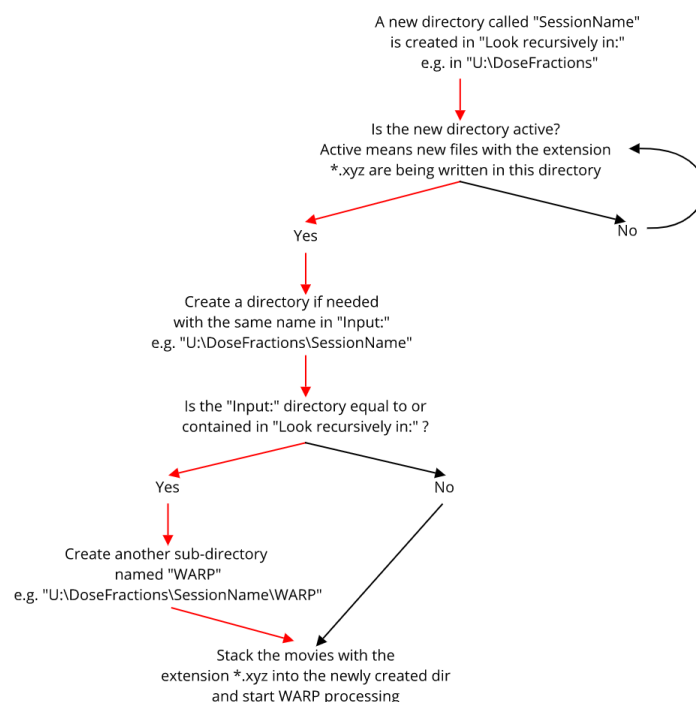 A new directory called "SessionName"
is created in "Look recursively in:"
e.g. in "U:\DoseFractions"
Is the new directory active?
Active means new files with the extension
*.xyz are being written in this directory
Yes
No
Create a directory if needed
with the same name in "Input:"
e.g. "U:\DoseFractions\SessionName"
Is the "Input:" directory equal to or
contained in "Look recursively in:" ?
Yes
No
Create another sub-directory
named "WARP"
e.g. "U:\DoseFractions\SessionName\WARP"
Stack the movies with the
extension *.xyz into the newly created dir
and start WARP processing